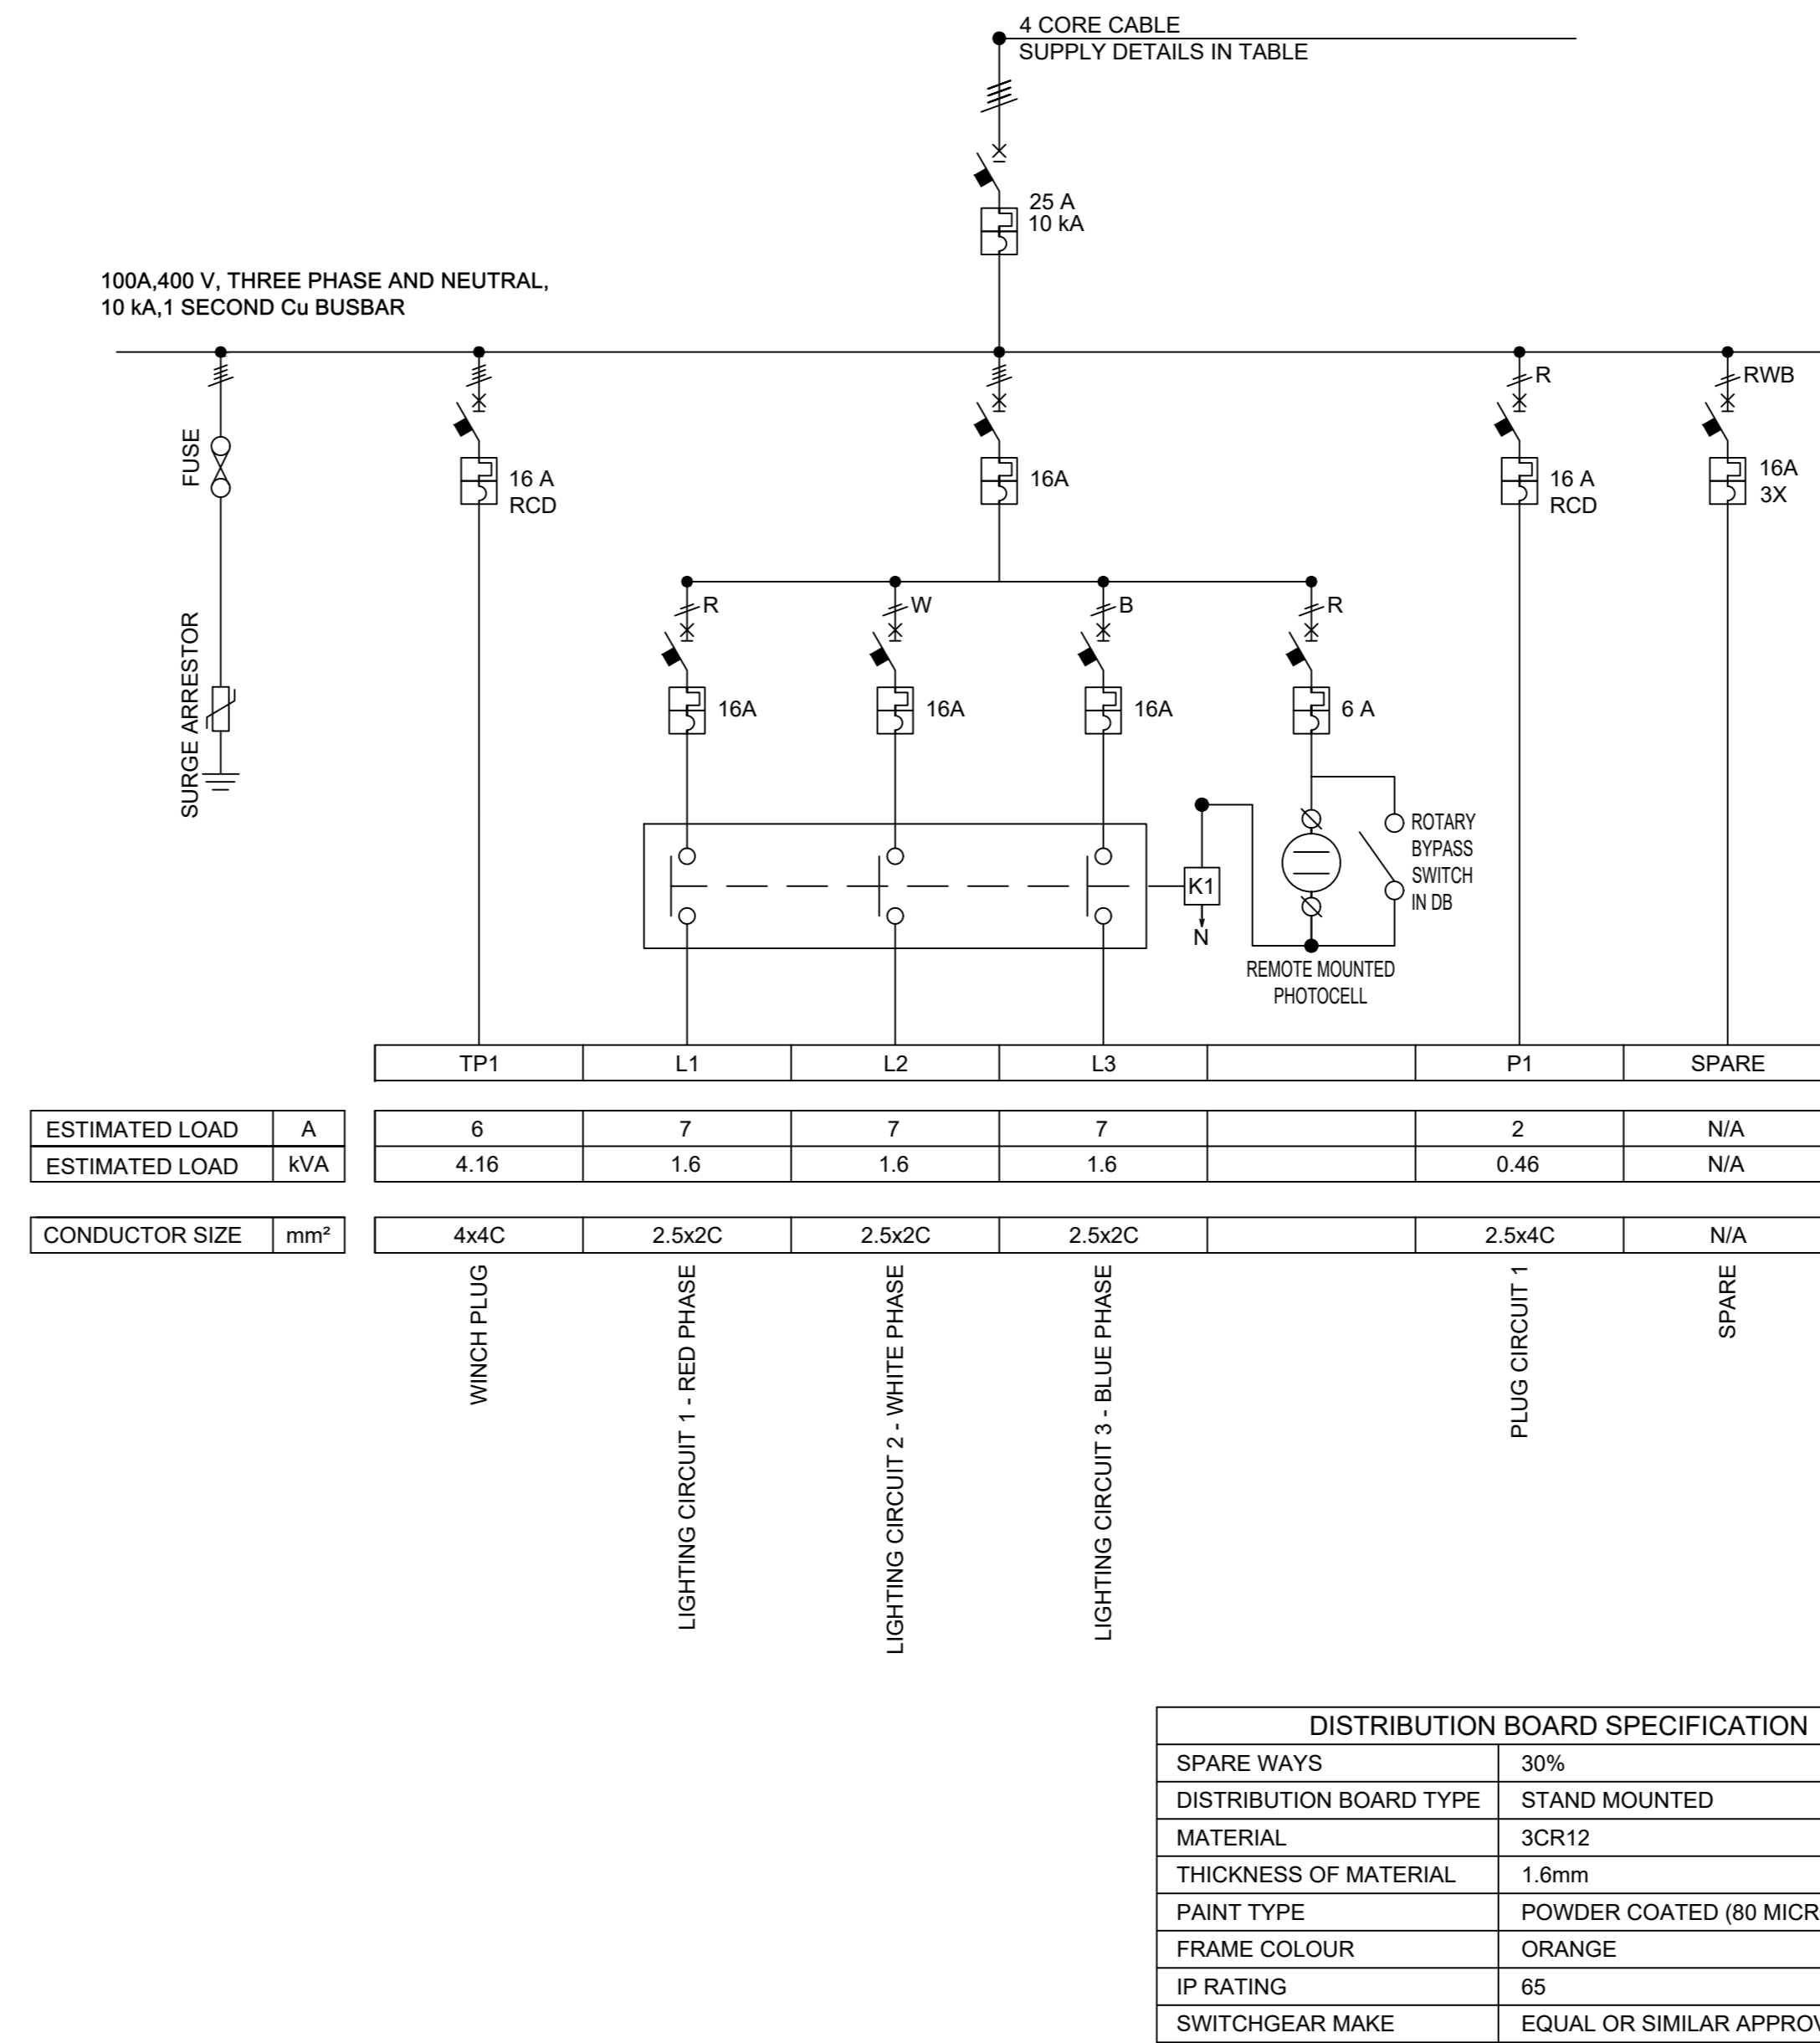 4 CORE CABLE
SUPPLY DETAILS IN TABLE
25 A
10 kA
100A,400 V, THREE PHASE AND NEUTRAL,
10 kA,1 SECOND Cu BUSBAR
R
RWB
FUSE
16 A
RCD
16A
16 A
RCD
16A
3X
R
W
B
R
SURGE ARRESTOR
16A
16A
16A
6 A
ROTARY
BYPASS
SWITCH
IN DB
K1
N
REMOTE MOUNTED
PHOTOCELL
TP1 L1 L2 L3 P1 SPARE
ESTIMATED LOAD A 6 7 7 7 2 N/A
ESTIMATED LOAD kVA 4.16 1.6 1.6 1.6 0.46 N/A
CONDUCTOR SIZE mm² 4x4C 2.5x2C 2.5x2C 2.5x2C 2.5x4C N/A
WINCH PLUG
LIGHTING CIRCUIT 1 - RED PHASE
LIGHTING CIRCUIT 2 - WHITE PHASE
LIGHTING CIRCUIT 3 - BLUE PHASE
PLUG CIRCUIT 1
SPARE
DISTRIBUTION BOARD SPECIFICATION
SPARE WAYS 30%
DISTRIBUTION BOARD TYPE STAND MOUNTED
MATERIAL 3CR12
THICKNESS OF MATERIAL 1.6mm
PAINT TYPE POWDER COATED (80 MICR
FRAME COLOUR ORANGE
IP RATING 65
SWITCHGEAR MAKE EQUAL OR SIMILAR APPROV